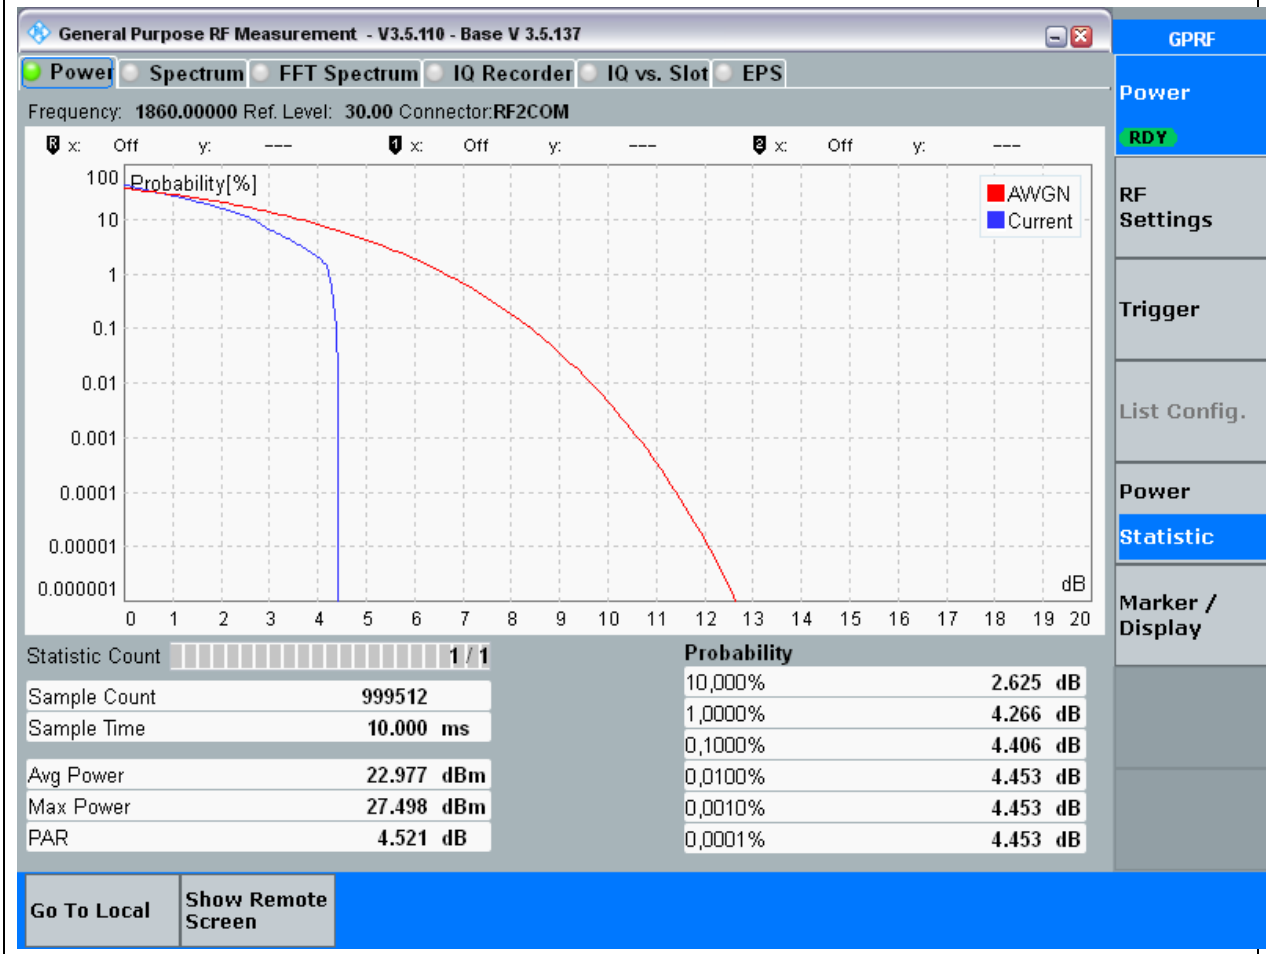 General Purpose RF Measurement - V3.5.110 - Base V 3.5.137
GPRF
Power Spectrum FFT Spectrum IQ Recorder IQ vs. Slot EPS
Frequency: 1860.00000 Ref. Level: 30.00 Connector:RF2COM
R x: Off y: --- 1 x: Off y: --- 2 x: Off y: ---
Probability[%]
100
10
1
0.1
0.01
0.001
0.0001
0.00001
0.000001
AWGN
Current
dB
0 1 2 3 4 5 6 7 8 9 10 11 12 13 14 15 16 17 18 19 20
Statistic Count 1 / 1
Sample Count 999512
Sample Time 10.000 ms
Avg Power 22.977 dBm
Max Power 27.498 dBm
PAR 4.521 dB
Probability
10,000% 2.625 dB
1,0000% 4.266 dB
0,1000% 4.406 dB
0,0100% 4.453 dB
0,0010% 4.453 dB
0,0001% 4.453 dB
Power
RDY
RF
Settings
Trigger
List Config.
Power
Statistic
Marker /
Display
Go To Local
Show Remote
Screen